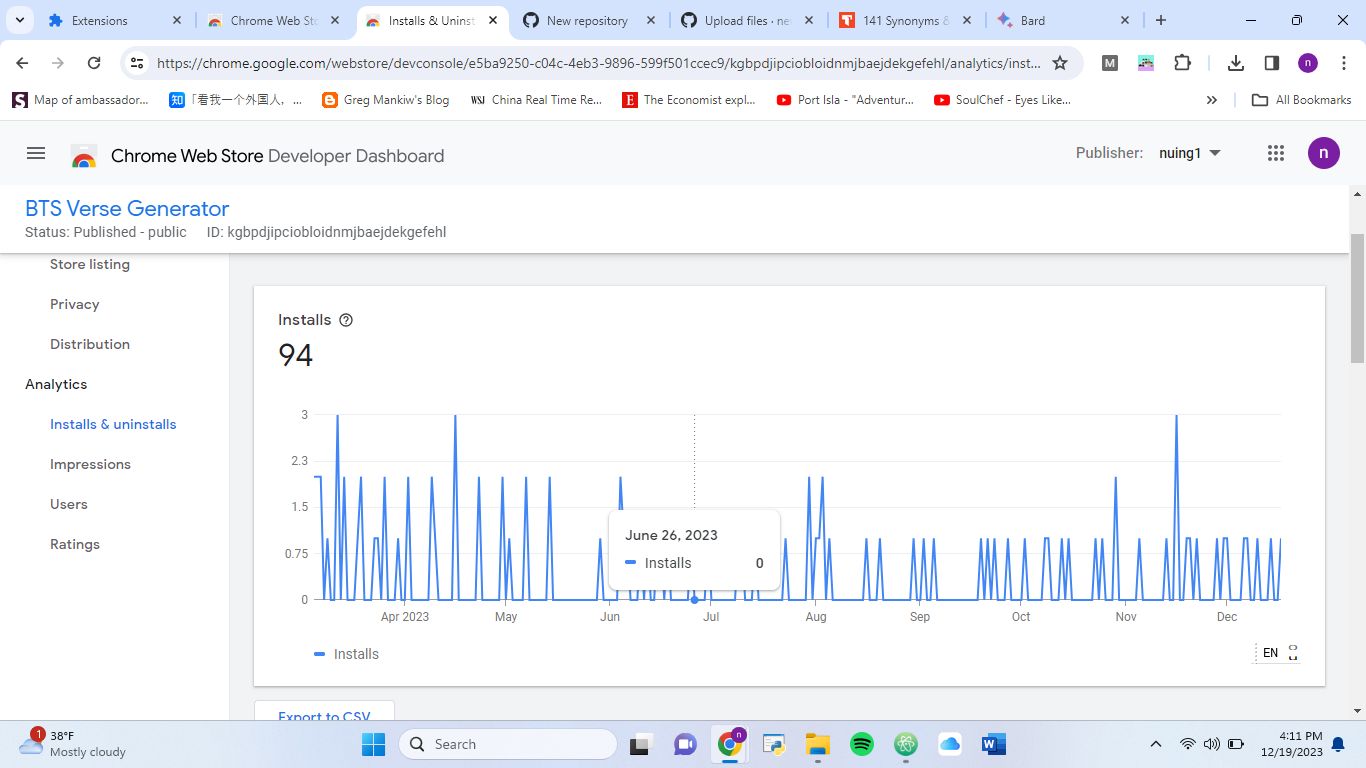 Extensions
Chrome Web St
Installs & Uninst
New repository
Upload files · ne
141 Synonyms &
Bard
https://chrome.google.com/webstore/devconsole/e5ba9250-c04c-4eb3-9896-599f501ccec9/kgbpdjipciobloidnmjbaejdekgefehl/analytics/inst...
M
n
Map of ambassador...
知 「看我一个外国人，...
Greg Mankiw's Blog
WSJ China Real Time Re...
E The Economist expl...
Port Isla - "Adventur...
SoulChef - Eyes Like...
All Bookmarks
Chrome Web Store Developer Dashboard
Publisher: nuing1
n
BTS Verse Generator
Status: Published - public ID: kgbpdjipciobloidnmjbaejdekgefehl
Store listing
Privacy
Distribution
Analytics
Installs & uninstalls
Impressions
Users
Ratings
Installs
94
3
2.3
1.5
0.75
0
June 26, 2023
Installs 0
Apr 2023 May Jun Jul Aug Sep Oct Nov Dec
Installs
EN
Export to CSV
1
38°F
Mostly cloudy
Search
n
W
4:11 PM
12/19/2023